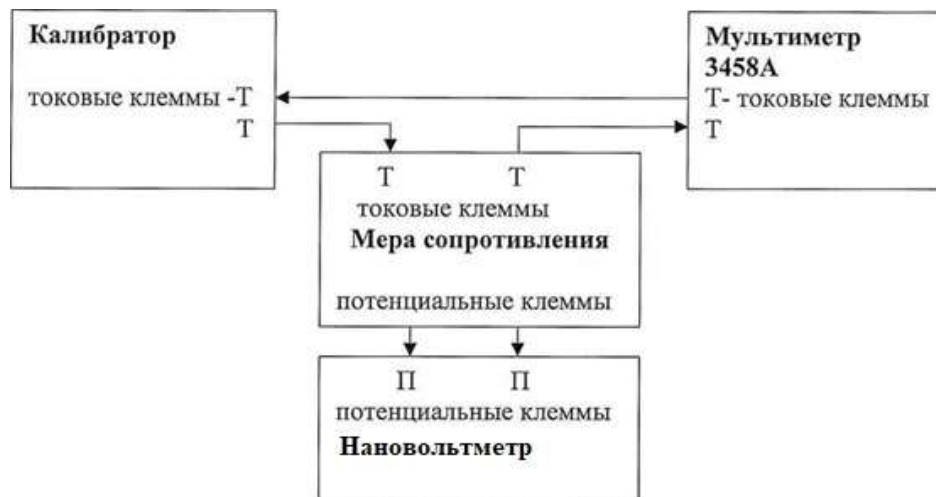 Калибратор
токовые клеммы -Т
Т
Мультиметр
3458А
Т- токовые клеммы
Т
Т Т
токовые клеммы
Мера сопротивления
потенциальные клеммы
П П
потенциальные клеммы
Нановольтметр